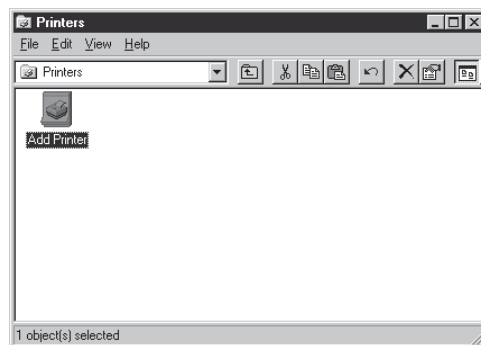 Printers
File Edit View Help
Printers
Add Printer
1 object(s) selected